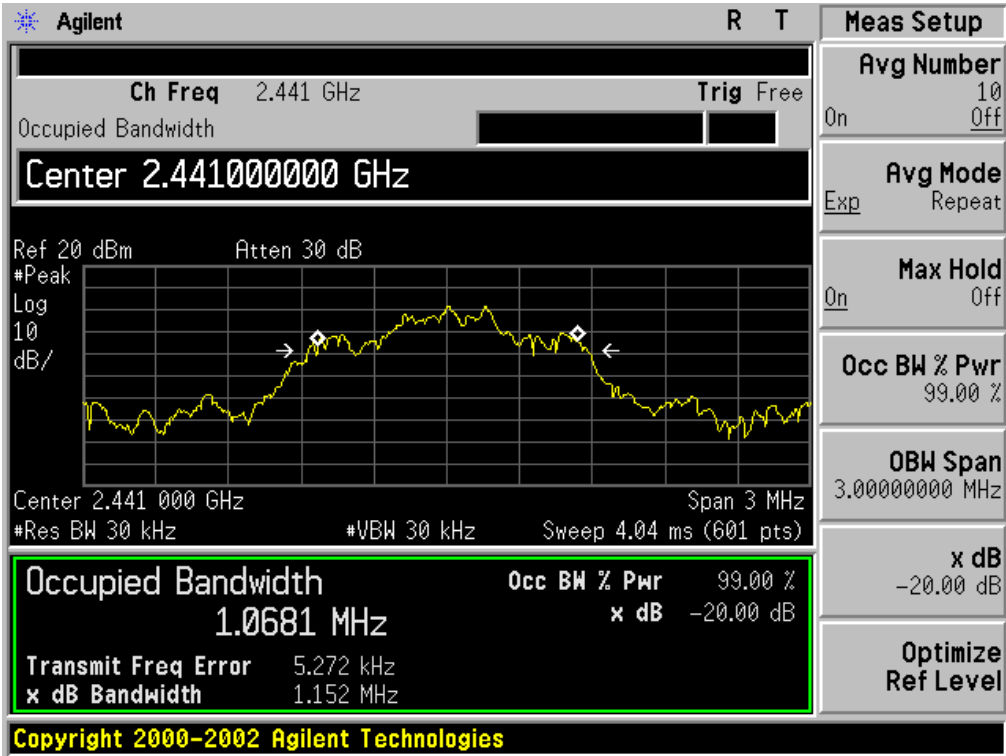 Agilent R T
Ch Freq 2.441 GHz Trig Free
Occupied Bandwidth
Center 2.441000000 GHz
Ref 20 dBm Atten 30 dB
#Peak
Log
10
dB/
Center 2.441 000 GHz Span 3 MHz
#Res BW 30 kHz #VBW 30 kHz Sweep 4.04 ms (601 pts)
Occupied Bandwidth Occ BW % Pwr 99.00 %
1.0681 MHz x dB -20.00 dB
Transmit Freq Error 5.272 kHz
x dB Bandwidth 1.152 MHz
Copyright 2000-2002 Agilent Technologies
Meas Setup
Avg Number
10
On Off
Avg Mode
Exp Repeat
Max Hold
On Off
Occ BW % Pwr
99.00 %
OBW Span
3.00000000 MHz
x dB
-20.00 dB
Optimize
Ref Level